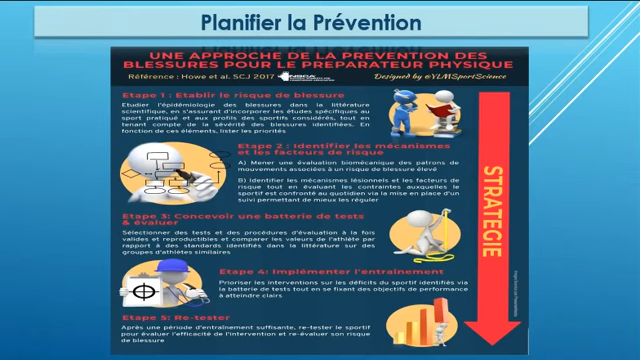 Planifier la Prévention
UNE APPROCHE DE LA PREVENTION DES
BLESSURES POUR LE PRÉPARATEUR PHYSIQUE
Référence : Howe et al. SCJ 2017
NSCA
Designed by @YLMSportScience
Etape 1 : Etablir le risque de blessure
Etudier l'épidémiologie des blessures dans la littérature
scientifique, en s'assurant d'incorporer les études spécifiques au
sport pratiqué et aux profils des sportifs considérés, tout en
tenant compte de la sévérité des blessures identifiées. En
fonction de ces éléments, lister les priorités
Etape 2 : Identifier les mécanismes
et les facteurs de risque
A) Mener une évaluation biomécanique des patrons de
mouvements associées à un risque de blessure élevé
B) Identifier les mécanismes lésionnels et les facteurs de
risque tout en évaluant les contraintes auxquelles le
sportif est confronté au quotidien via la mise en place d'un
suivi permettant de mieux les réguler
STRATEGIE
Etape 3: Concevoir une batterie de tests
& évaluer
Sélectionner des tests et des procédures d'évaluation à la fois
valides et reproductibles et comparer les valeurs de l'athlète par
rapport à des standards identifiés dans la littérature sur des
groupes d'athlètes similaires
Etape 4: Implémenter l'entraînement
Prioriser les interventions sur les déficits du sportif identifiés via
la batterie de tests tout en se fixant des objectifs de performance
à atteindre clairs
Etape 5: Re-tester
Après une période d'entraînement suffisante, re-tester le sportif
pour évaluer l'efficacité de l'intervention et re-évaluer son risque
de blessure